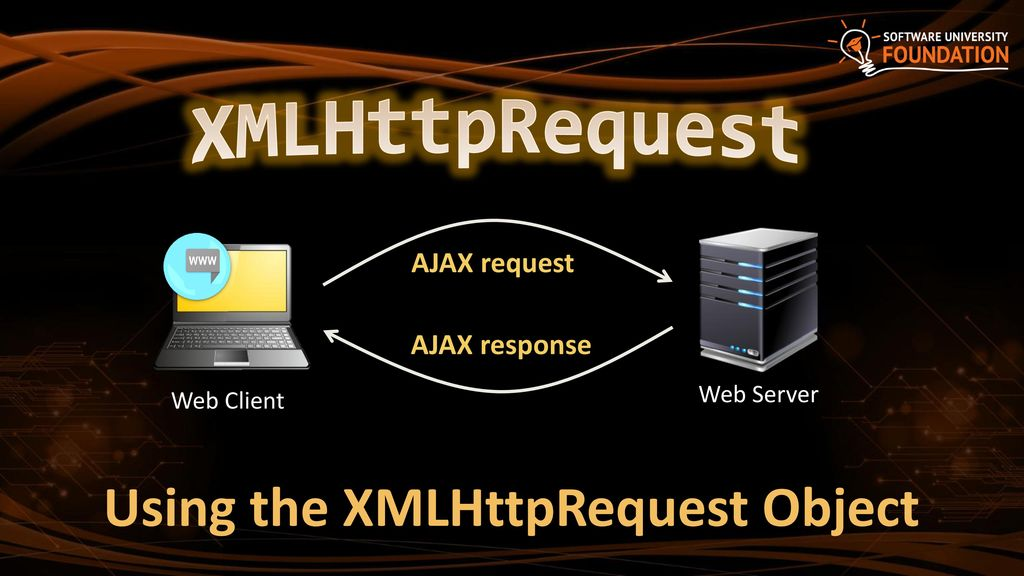 SOFTWARE UNIVERSITY
FOUNDATION
XMLHttpRequest
WWW
AJAX request
AJAX response
Web Client
Web Server
Using the XMLHttpRequest Object